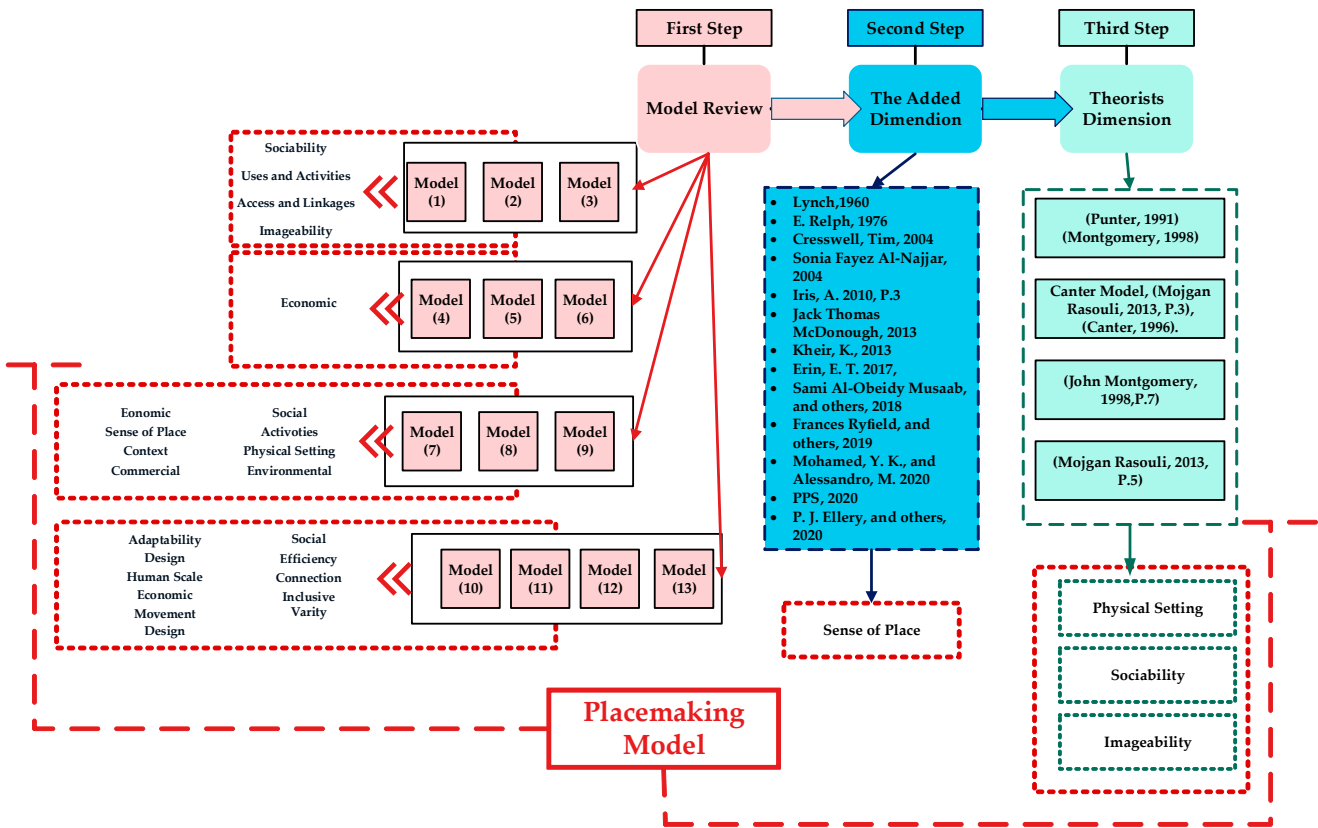 First Step
Second Step
Third Step
Model Review
The Added
Dimendion
Theorists
Dimension
Sociability
Uses and Activities
Access and Linkages
Imageability
Model
(1)
Model
(2)
Model
(3)
Economic
Model
(4)
Model
(5)
Model
(6)
Eonomic
Sense of Place
Context
Commercial
Social
Activoties
Physical Setting
Environmental
Model
(7)
Model
(8)
Model
(9)
Adaptability
Design
Human Scale
Economic
Movement
Design
Social
Efficiency
Connection
Inclusive
Varity
Model
(10)
Model
(11)
Model
(12)
Model
(13)
• Lynch,1960
• E. Relph, 1976
• Cresswell, Tim, 2004
• Sonia Fayez Al-Najjar,
2004
• Iris, A. 2010, P.3
• Jack Thomas
McDonough, 2013
• Kheir, K., 2013
• Erin, E. T. 2017,
• Sami Al-Obeidy Musaab,
and others, 2018
• Frances Ryfield, and
others, 2019
• Mohamed, Y. K., and
Alessandro, M. 2020
• PPS, 2020
• P. J. Ellery, and others,
2020
Sense of Place
(Punter, 1991)
(Montgomery, 1998)
Canter Model, (Mojgan
Rasouli, 2013, P.3),
(Canter, 1996).
(John Montgomery,
1998,P.7)
(Mojgan Rasouli, 2013,
P.5)
Physical Setting
Sociability
Imageability
Placemaking
Model